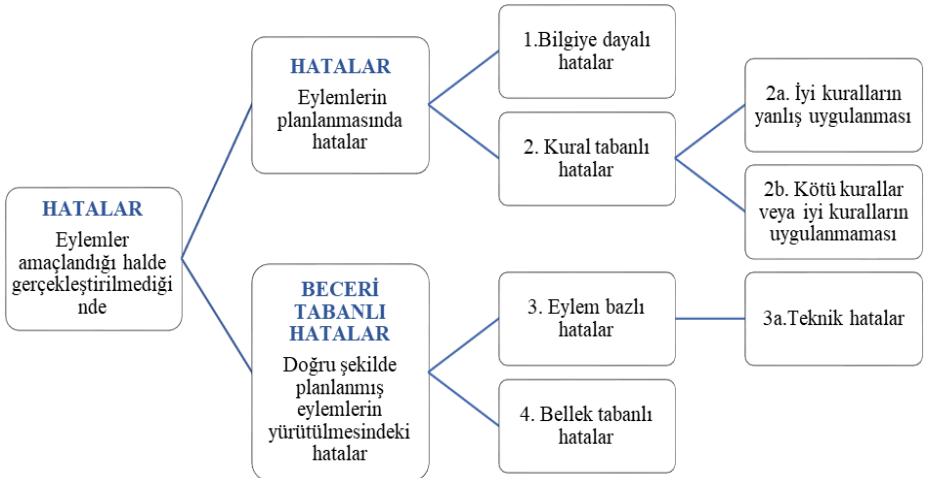 HATALAR
Eylemler
amaçlandığı halde
gerçekleştirilmediği
nde
HATALAR
Eylemlerin
planlanmasında
hatalar
BECERİ
TABANLI
HATALAR
Doğru şekilde
planlanmış
eylemlerin
yürütülmesindeki
hatalar
1.Bilgiye dayalı
hatalar
2. Kural tabanlı
hatalar
3. Eylem bazlı
hatalar
4. Bellek tabanlı
hatalar
2a. İyi kuralların
yanlış uygulanması
2b. Kötü kurallar
veya iyi kuralların
uygulanmaması
3a.Teknik hatalar